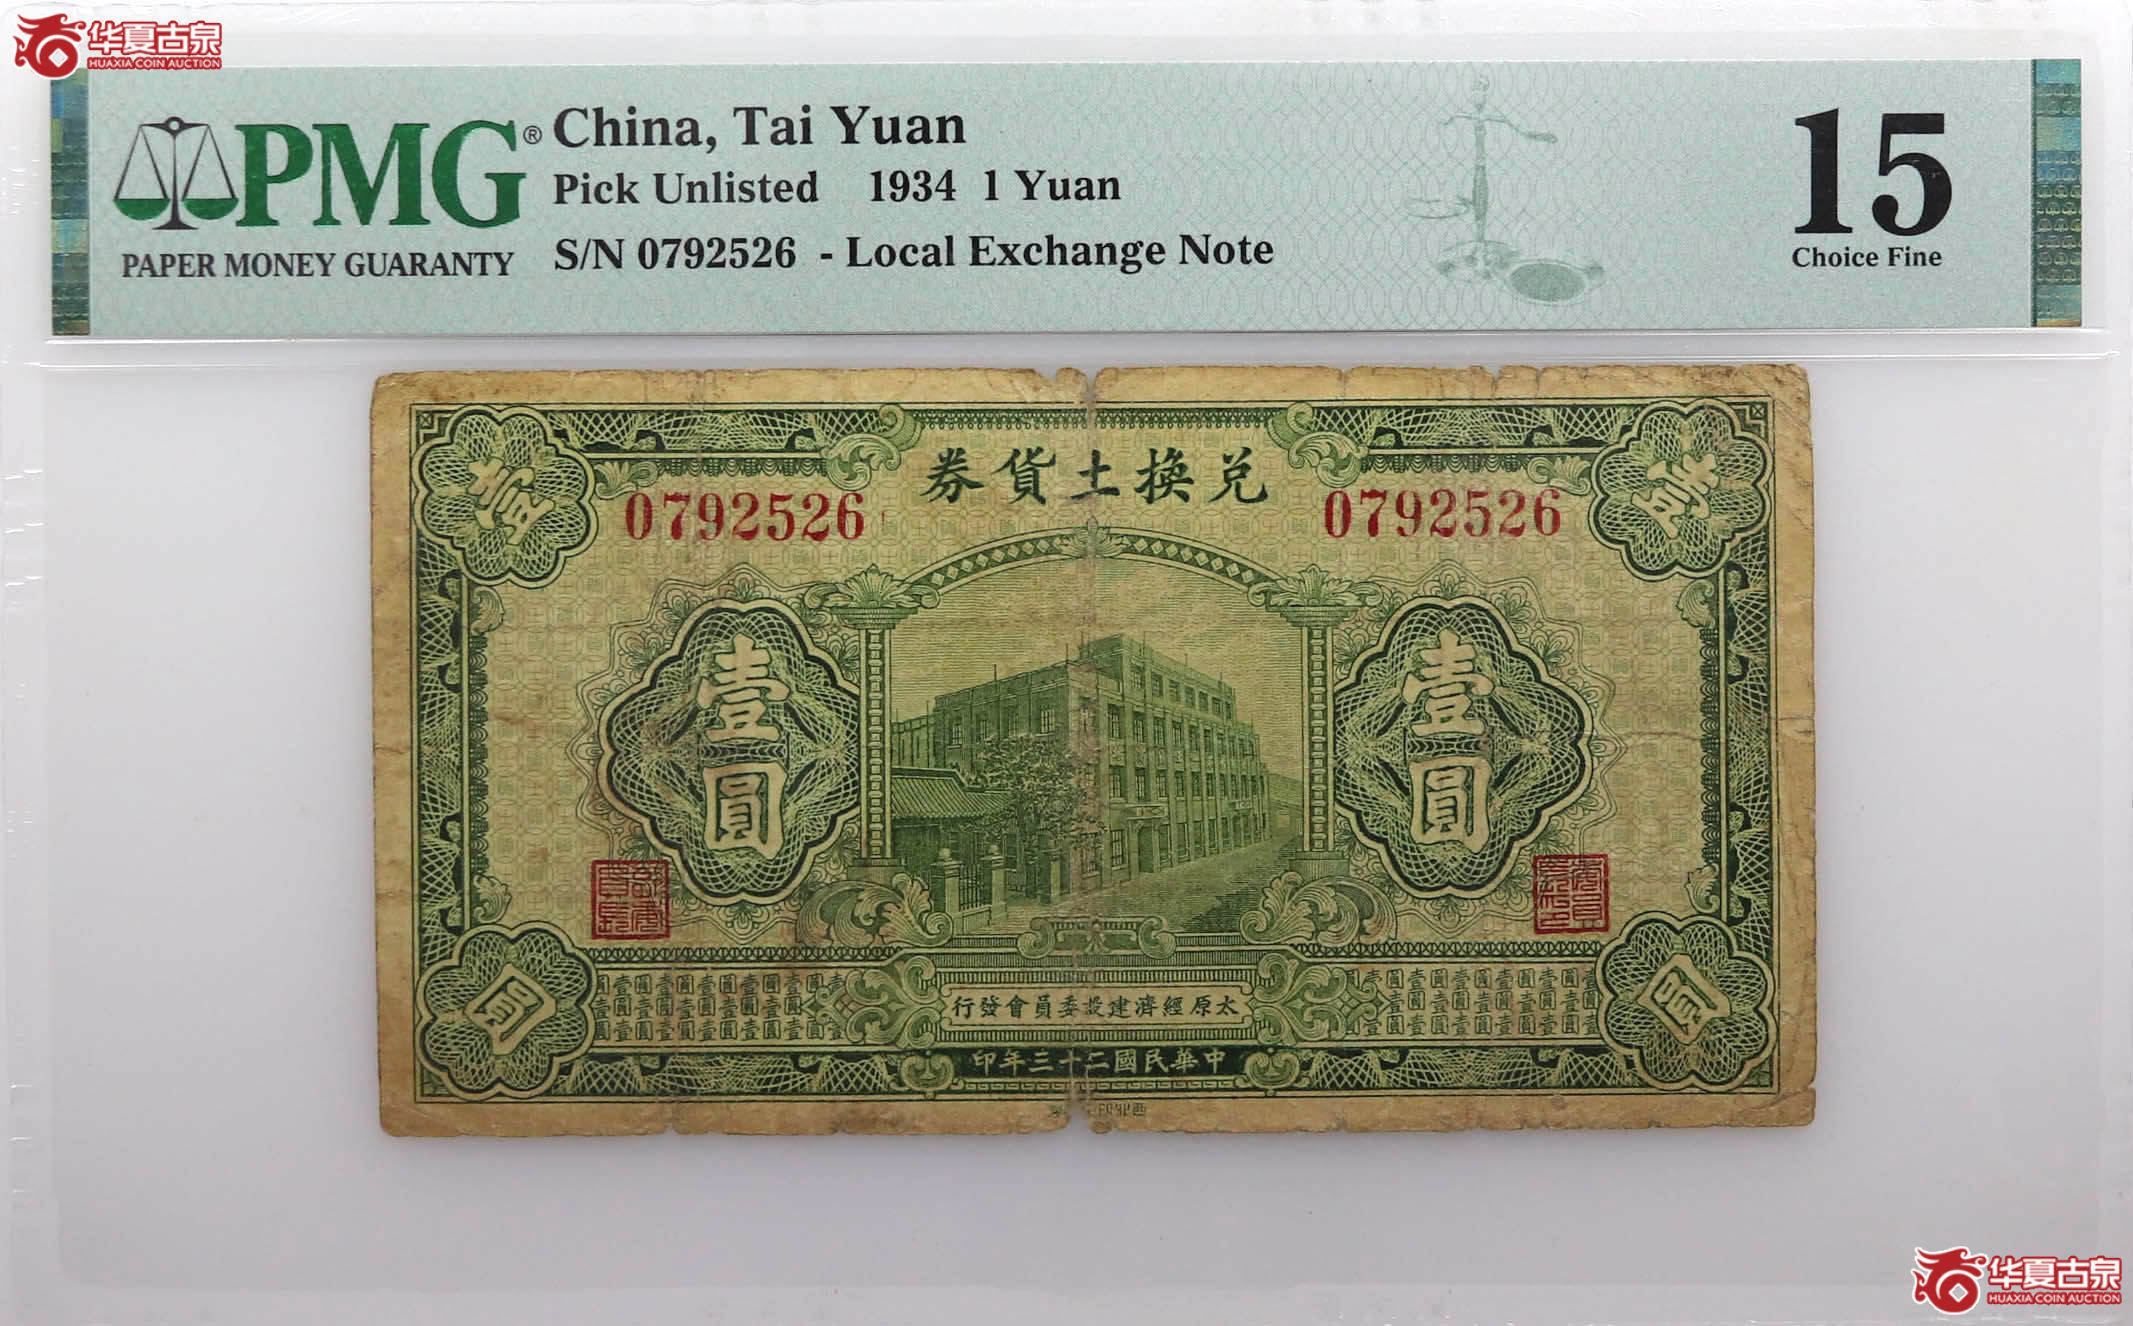 华夏古泉
HUAXIA COIN AUCTION
PMG®
PAPER MONEY GUARANTY
China, Tai Yuan
Pick Unlisted 1934 1 Yuan
S/N 0792526 - Local Exchange Note
15
Choice Fine
券貨土換兌
0792526 0792526
壹 壹
壹圓 壹圓
圓 圓
行發會員委設建濟經原太
印年三十二國民華中
华夏古泉
HUAXIA COIN AUCTION